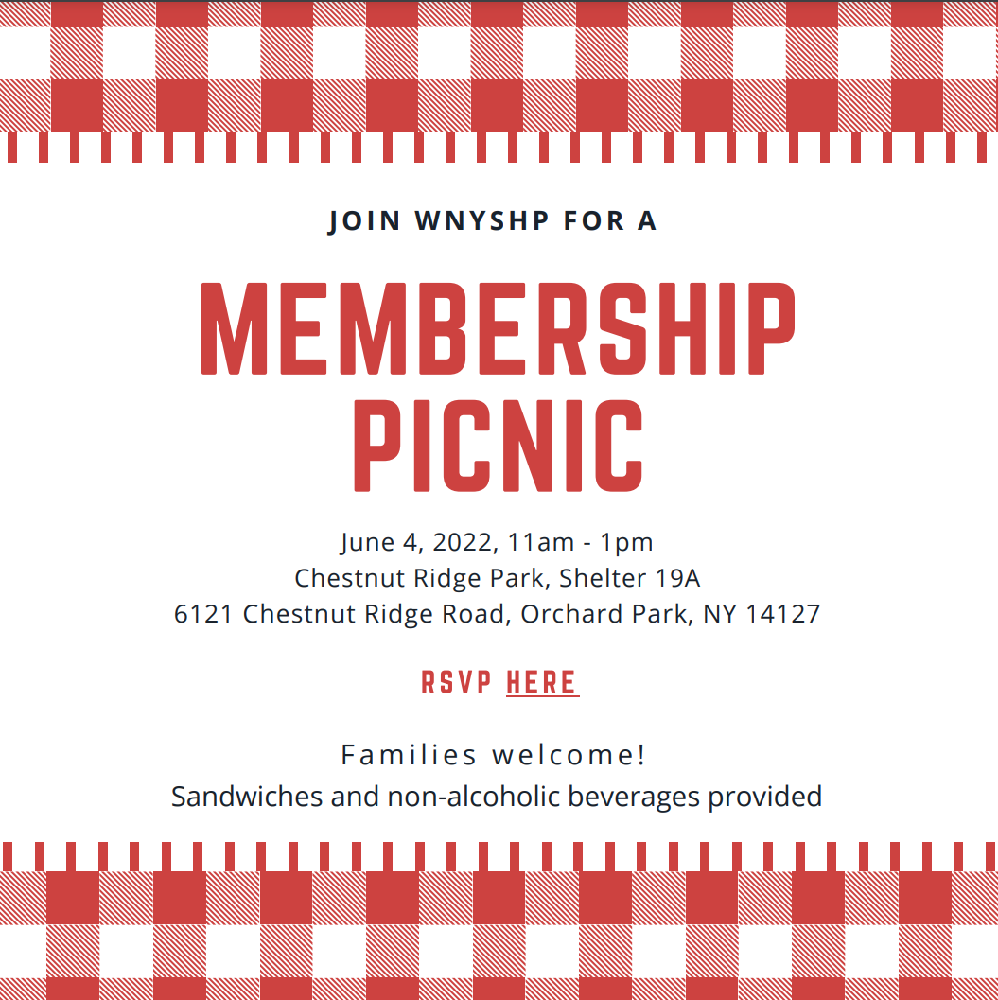 JOIN WNYSHP FOR A
MEMBERSHIP
PICNIC
June 4, 2022, 11am - 1pm
Chestnut Ridge Park, Shelter 19A
6121 Chestnut Ridge Road, Orchard Park, NY 14127
RSVP HERE
Families welcome!
Sandwiches and non-alcoholic beverages provided